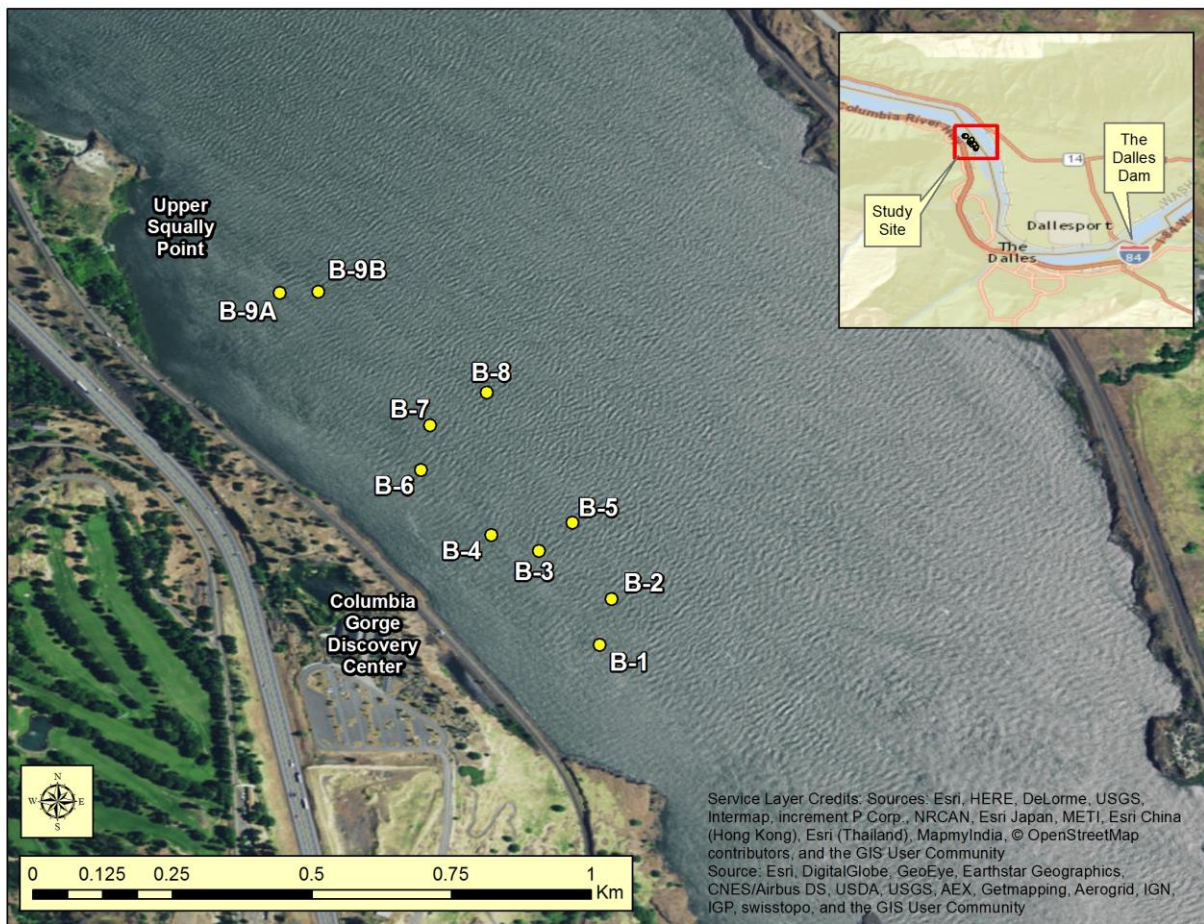 Upper
Squally
Point
B-9A
B-9B
B-8
B-7
B-6
B-5
B-4
B-3
B-2
B-1
Columbia
Gorge
Discovery
Center
Columbia River
14
The
Dalles
Dam
Study
Site
Dallesport
The
Dalles
84
I-84 W
N
W E
S
0 0.125 0.25 0.5 0.75 1
Km
Service Layer Credits: Sources: Esri, HERE, DeLorme, USGS,
Intermap, increment P Corp., NRCAN, Esri Japan, METI, Esri China
(Hong Kong), Esri (Thailand), MapmyIndia, © OpenStreetMap
contributors, and the GIS User Community
Source: Esri, DigitalGlobe, GeoEye, Earthstar Geographics,
CNES/Airbus DS, USDA, USGS, AEX, Getmapping, Aerogrid, IGN,
IGP, swisstopo, and the GIS User Community